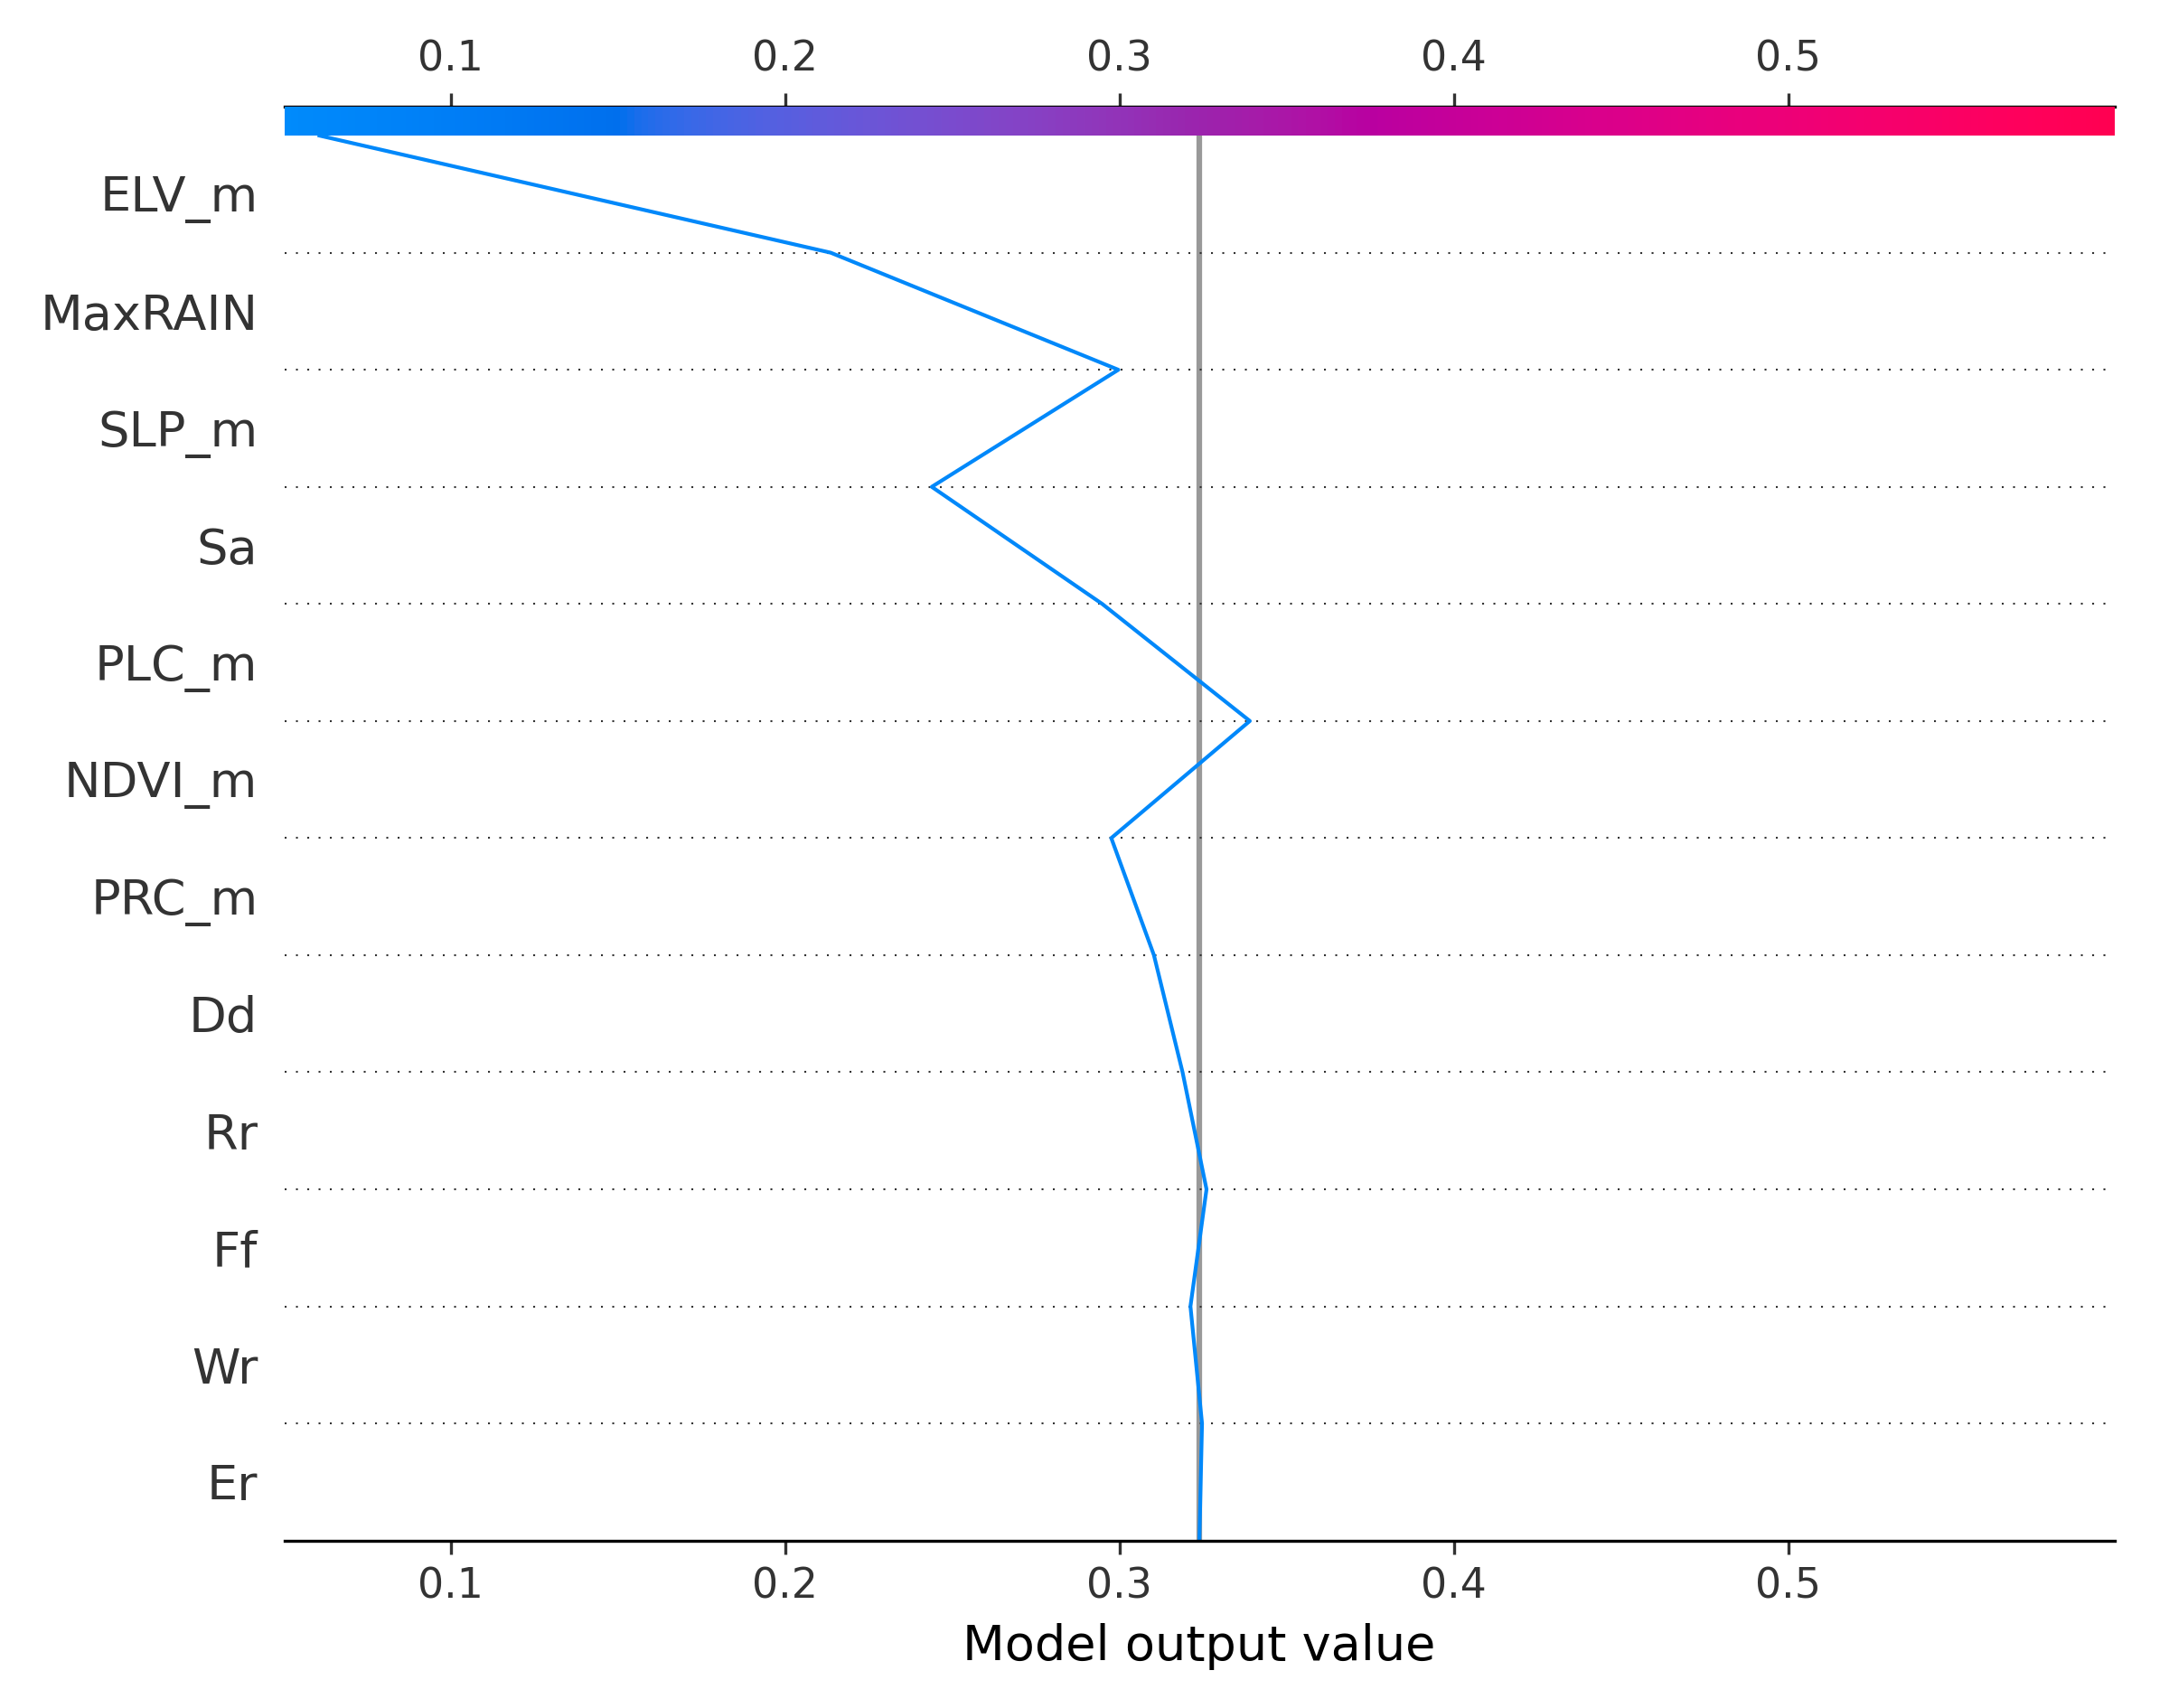 0.1 0.2 0.3 0.4 0.5
ELV_m
MaxRAIN
SLP_m
Sa
PLC_m
NDVI_m
PRC_m
Dd
Rr
Ff
Wr
Er
0.1 0.2 0.3 0.4 0.5
Model output value